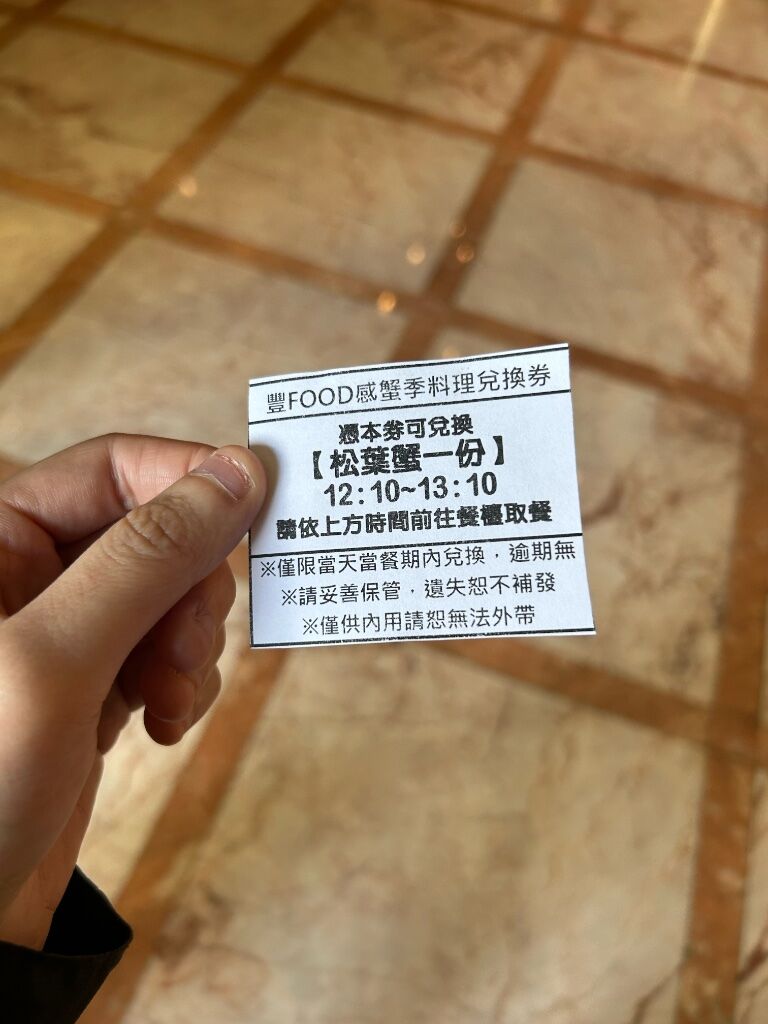 豐FOOD感蟹季料理兌換券
憑本券可兌換
【松葉蟹一份】
12:10~13:10
請依上方時間前往餐檯取餐
※僅限當天當餐期內兌換，逾期無
※請妥善保管，遺失恕不補發
※僅供內用請恕無法外帶